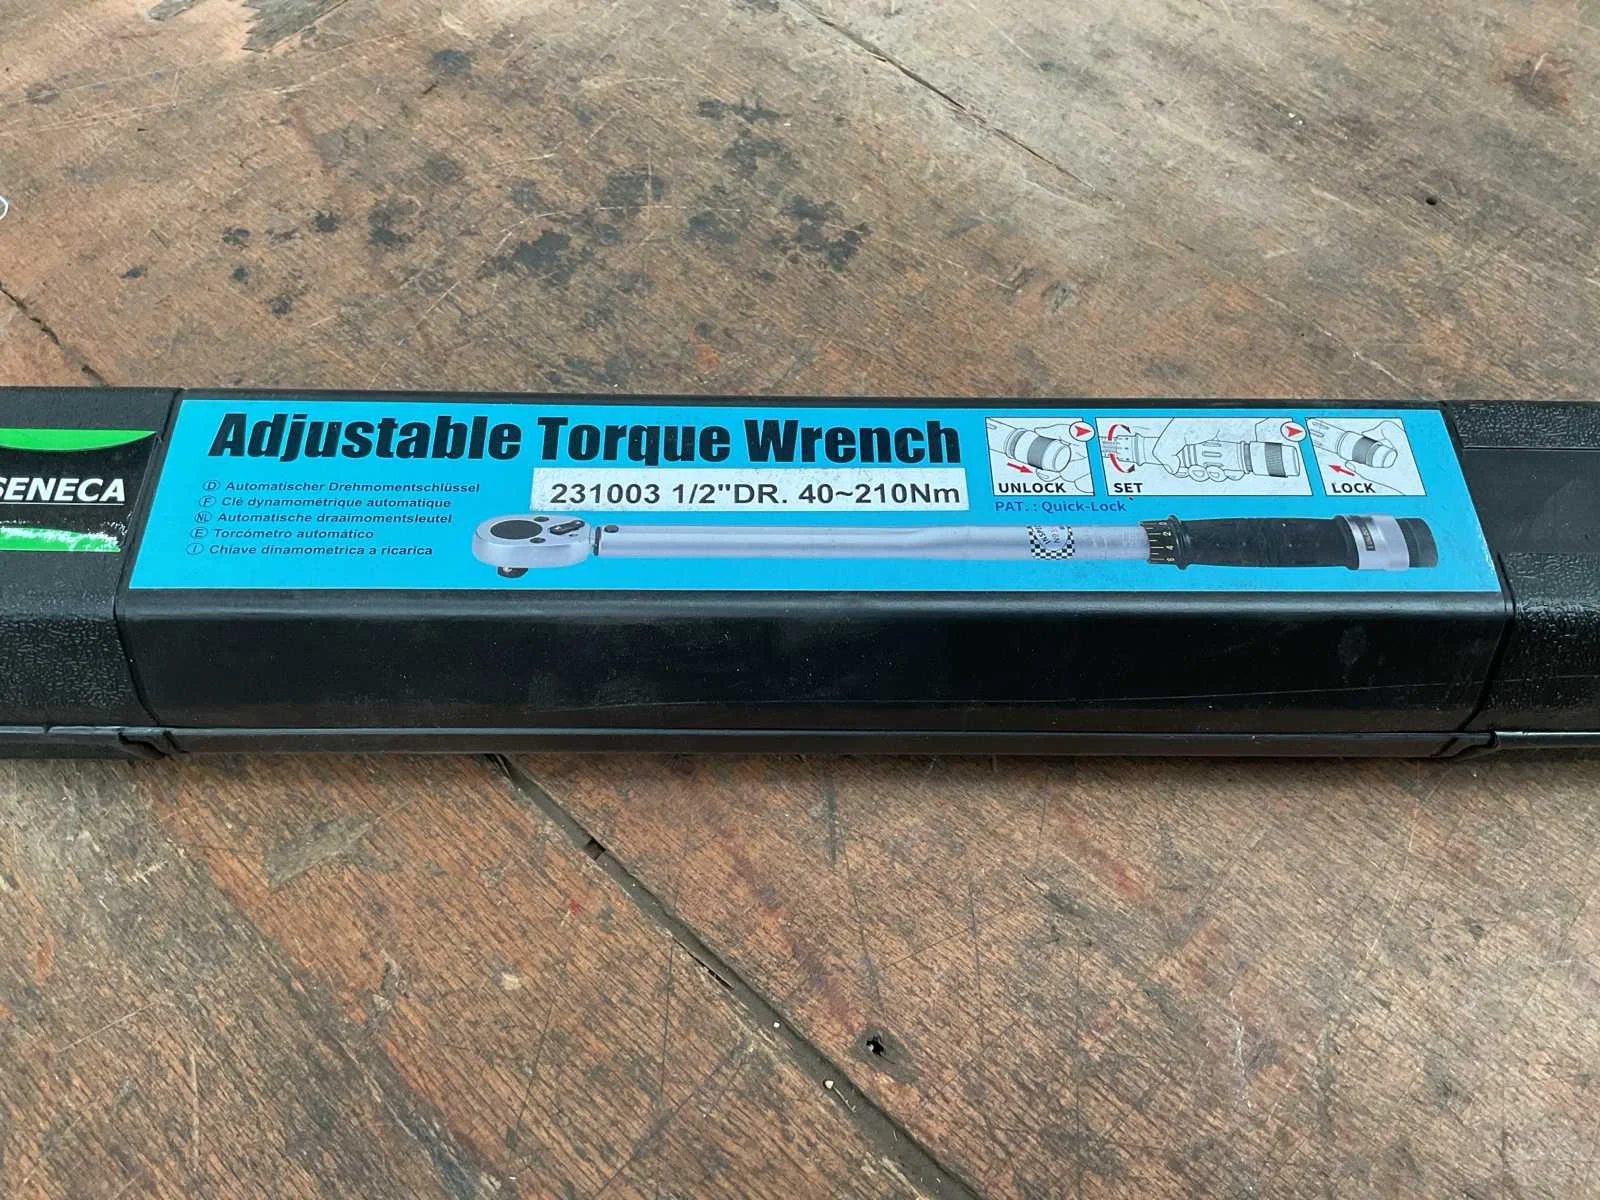 SENECA
Adjustable Torque Wrench
231003 1/2"DR. 40~210Nm
D Automatischer Drehmomentschlüssel
F Clé dynamométrique automatique
NL Automatische draaimomentsleutel
E Torcómetro automático
I Chiave dinamometrica a ricarica
UNLOCK
SET
LOCK
PAT. : Quick-Lock